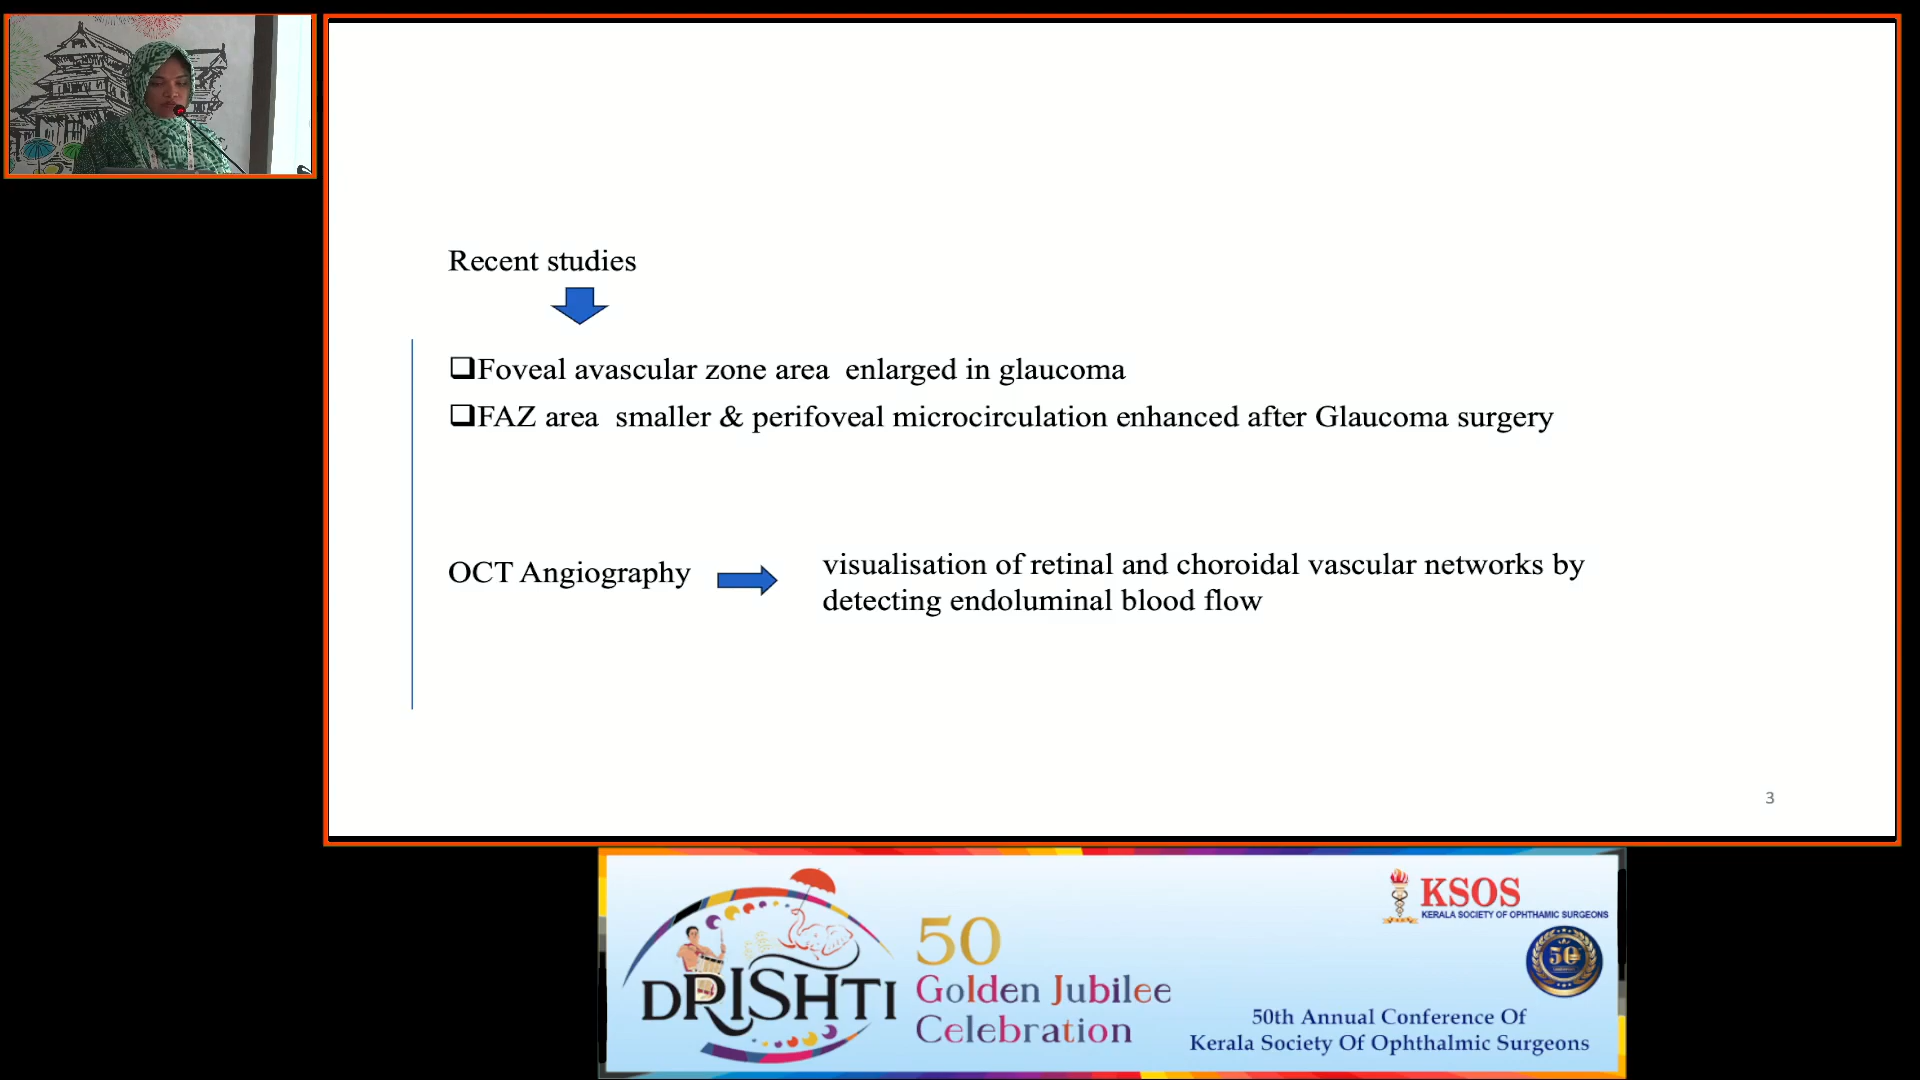 Recent studies
❑Foveal avascular zone area  enlarged in glaucoma
❑FAZ area  smaller & perifoveal microcirculation enhanced after Glaucoma surgery
OCT Angiography
visualisation of retinal and choroidal vascular networks by
detecting endoluminal blood flow
3
DRISHTI
50
Golden Jubilee
Celebration
KSOS
KERALA SOCIETY OF OPHTHAMIC SURGEONS
50
50th Annual Conference Of
Kerala Society Of Ophthalmic Surgeons